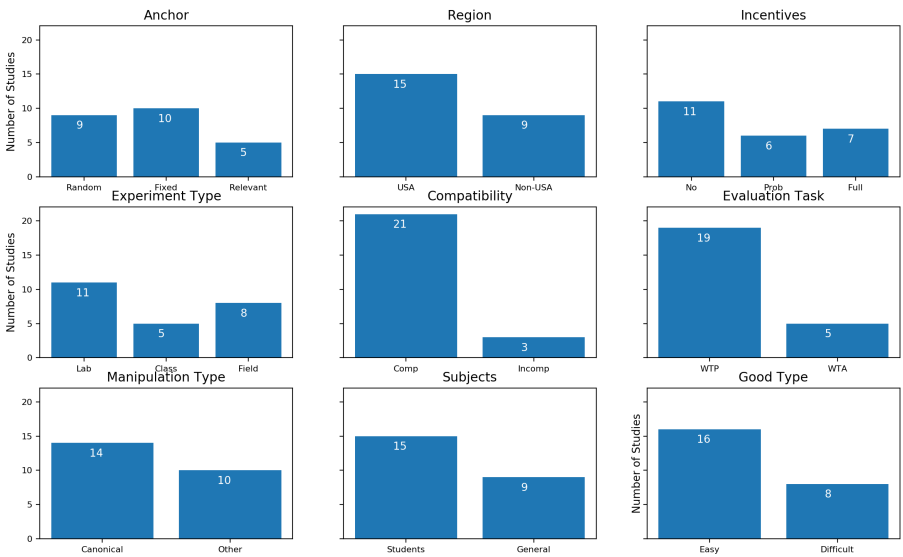 Anchor
Region
Incentives
20
15
10
5
0
Number of Studies
9
10
5
15
9
11
6
7
Random Fixed Relevant
USA Non-USA
No Prob Full
Experiment Type
Compatibility
Evaluation Task
20
15
10
5
0
Number of Studies
11
5
8
21
3
19
5
Lab Class Field
Comp Incomp
WTP WTA
Manipulation Type
Subjects
Good Type
20
15
10
5
0
14
10
15
9
Number of Studies
16
8
Canonical Other
Students General
Easy Difficult